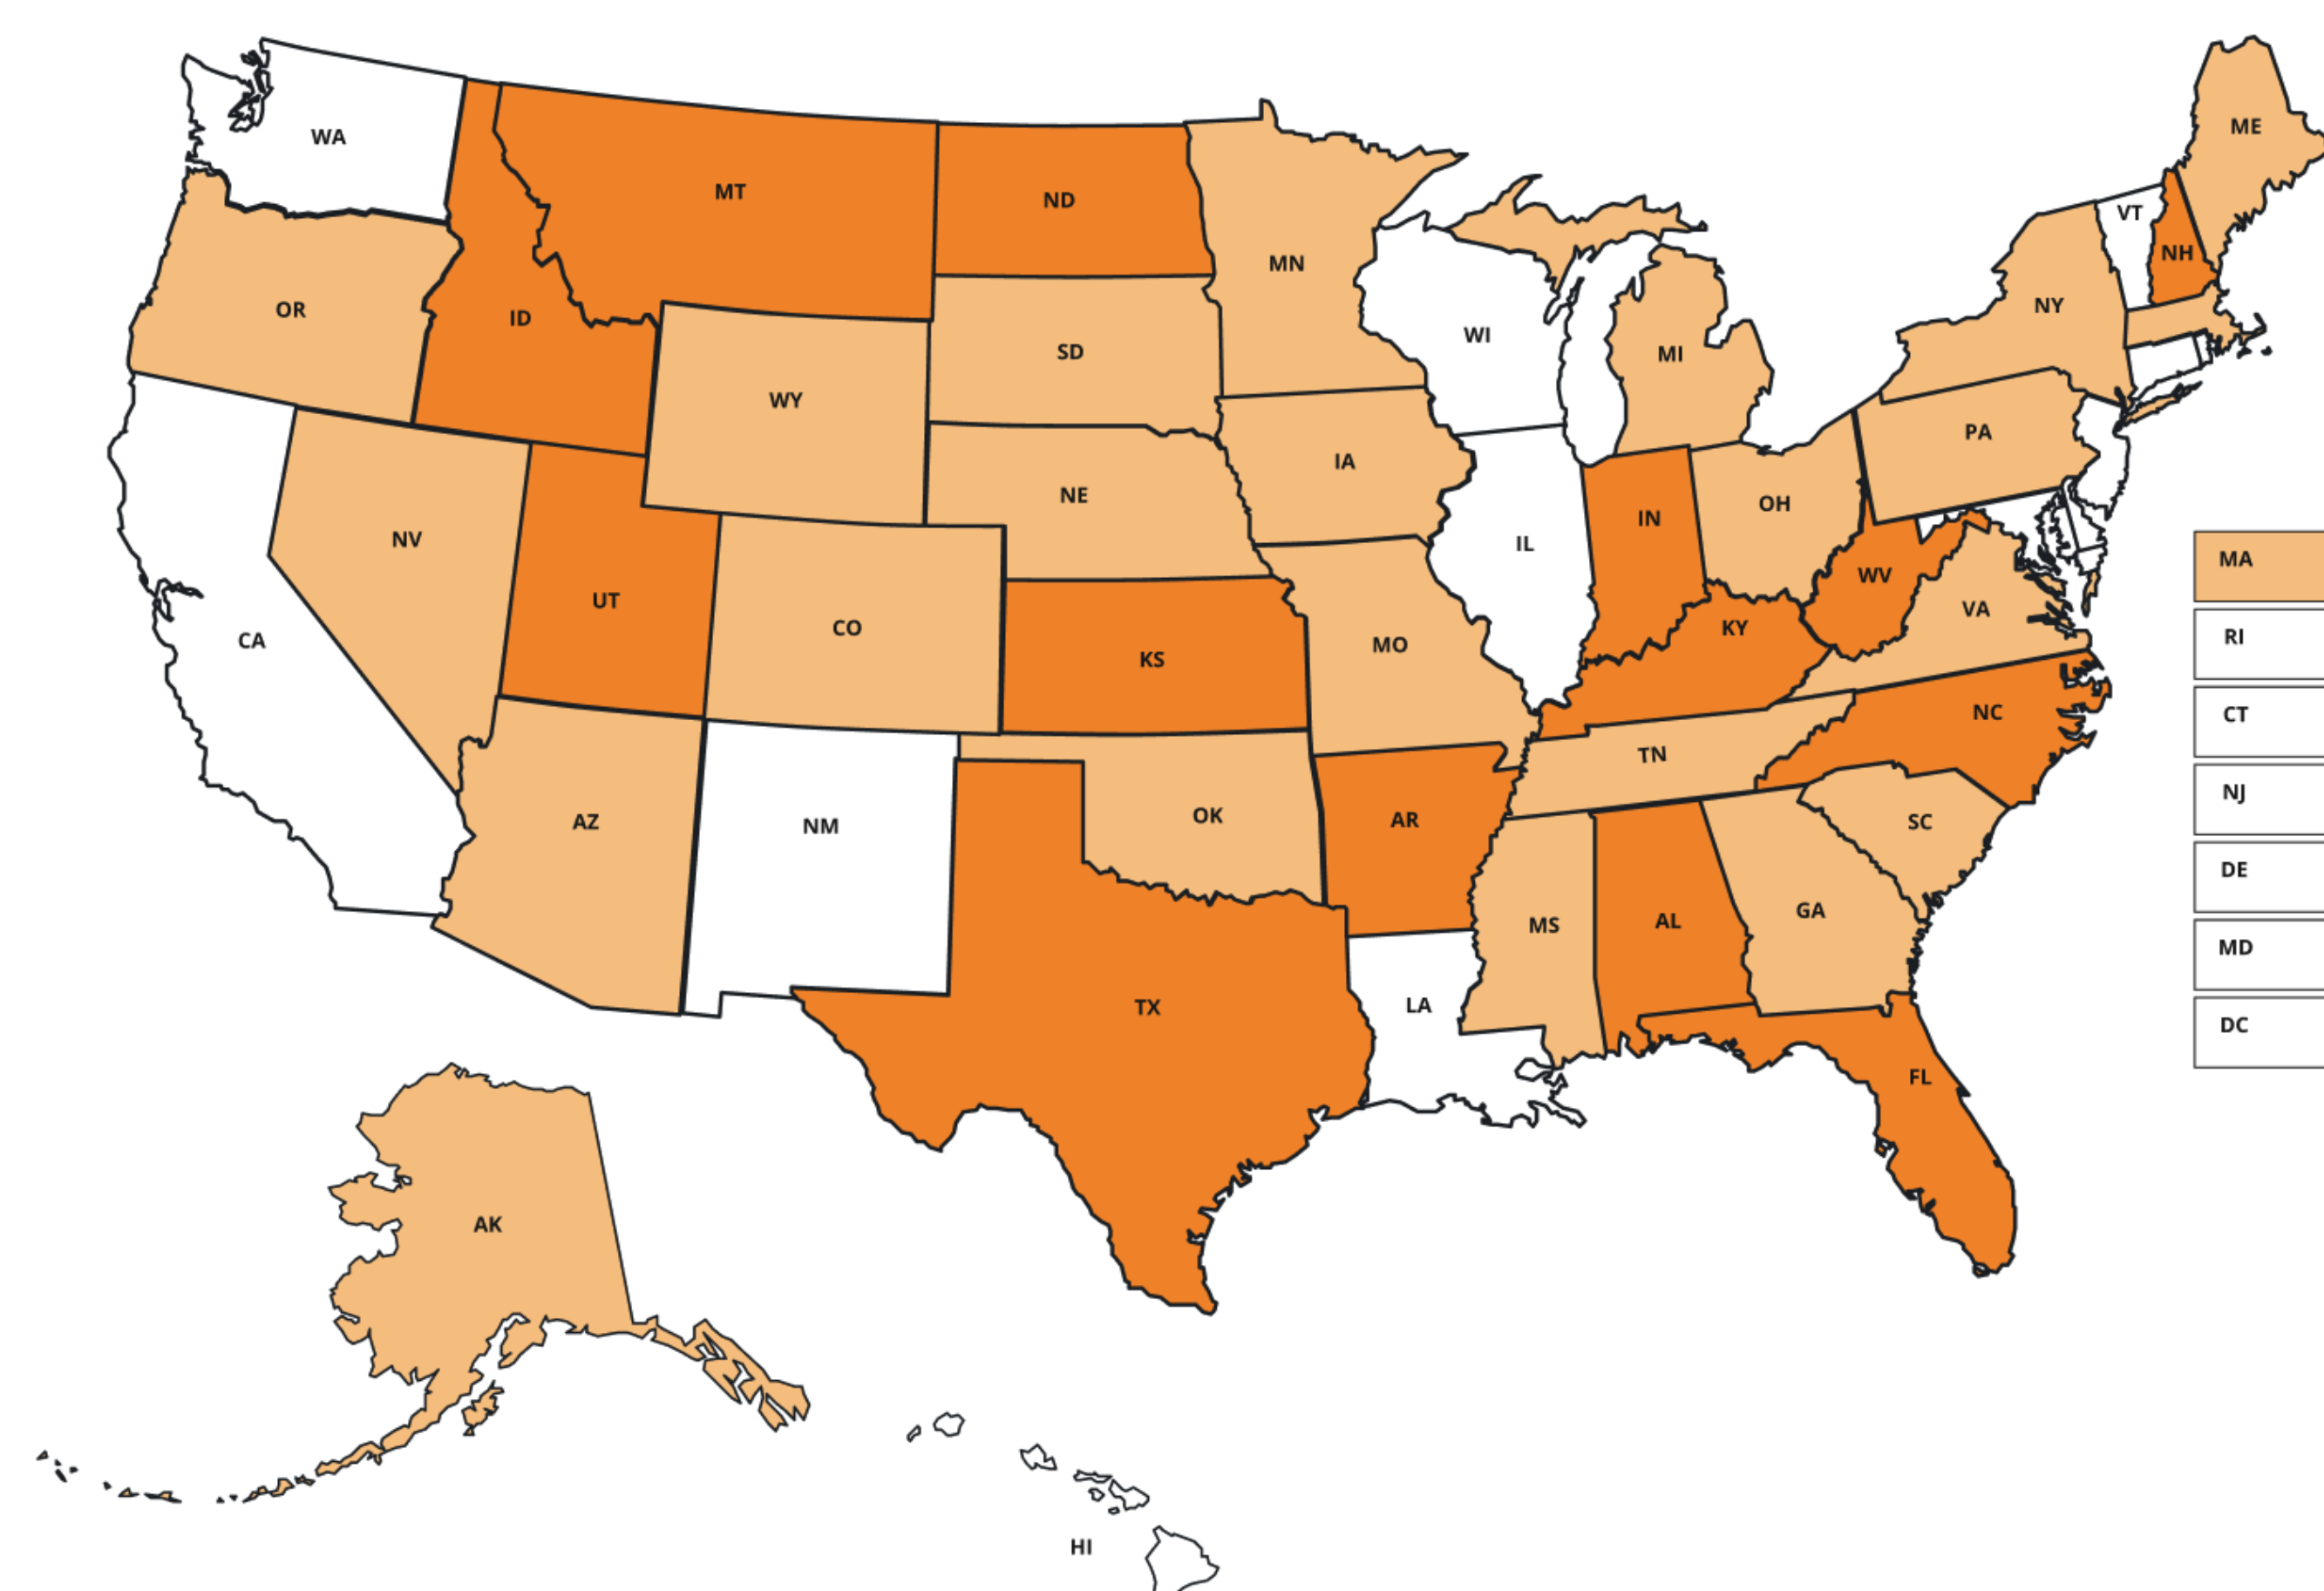 WA
ME
MT
ND
VT
NH
MN
OR
ID
NY
WI
SD
MI
WY
PA
IA
NE
OH
IN
NV
IL
MA
WV
UT
VA
CO
KY
RI
CA
MO
KS
NC
CT
TN
NJ
OK
AR
AZ
SC
NM
DE
GA
AL
MS
MD
LA
TX
DC
FL
AK
HI